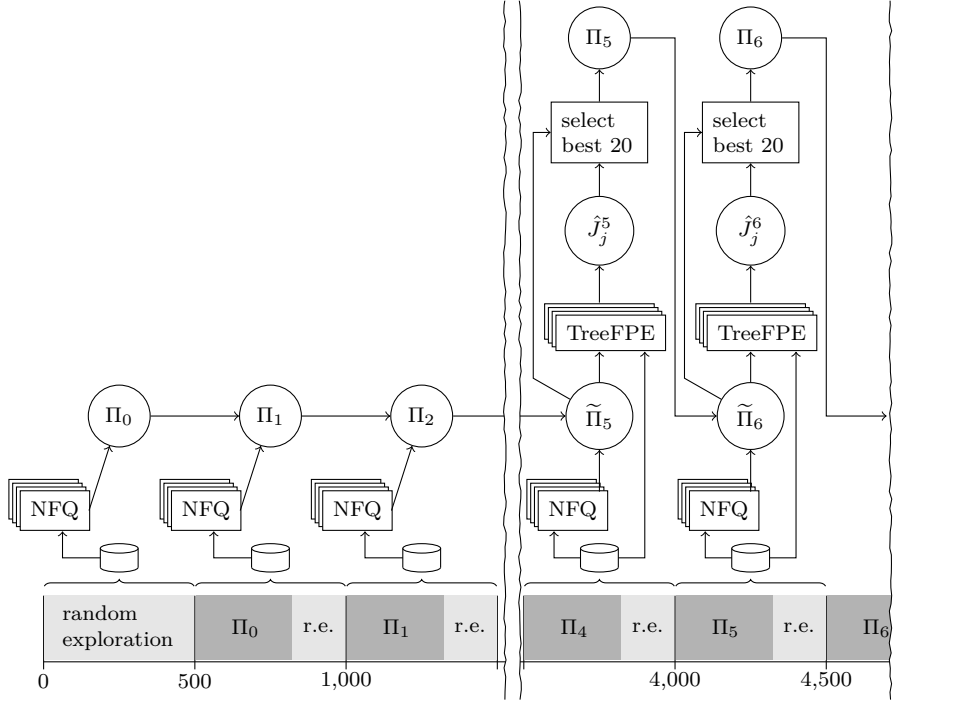 Π₅ Π₆
select select
best 20 best 20
Ĵ⁵ⱼ Ĵ⁶ⱼ
TreeFPE TreeFPE
Π₀ Π₁ Π₂ Π̃₅ Π̃₆
NFQ NFQ NFQ NFQ NFQ
random
exploration
Π₀ r.e. Π₁ r.e. Π₄ r.e. Π₅ r.e. Π₆
0 500 1,000 4,000 4,500